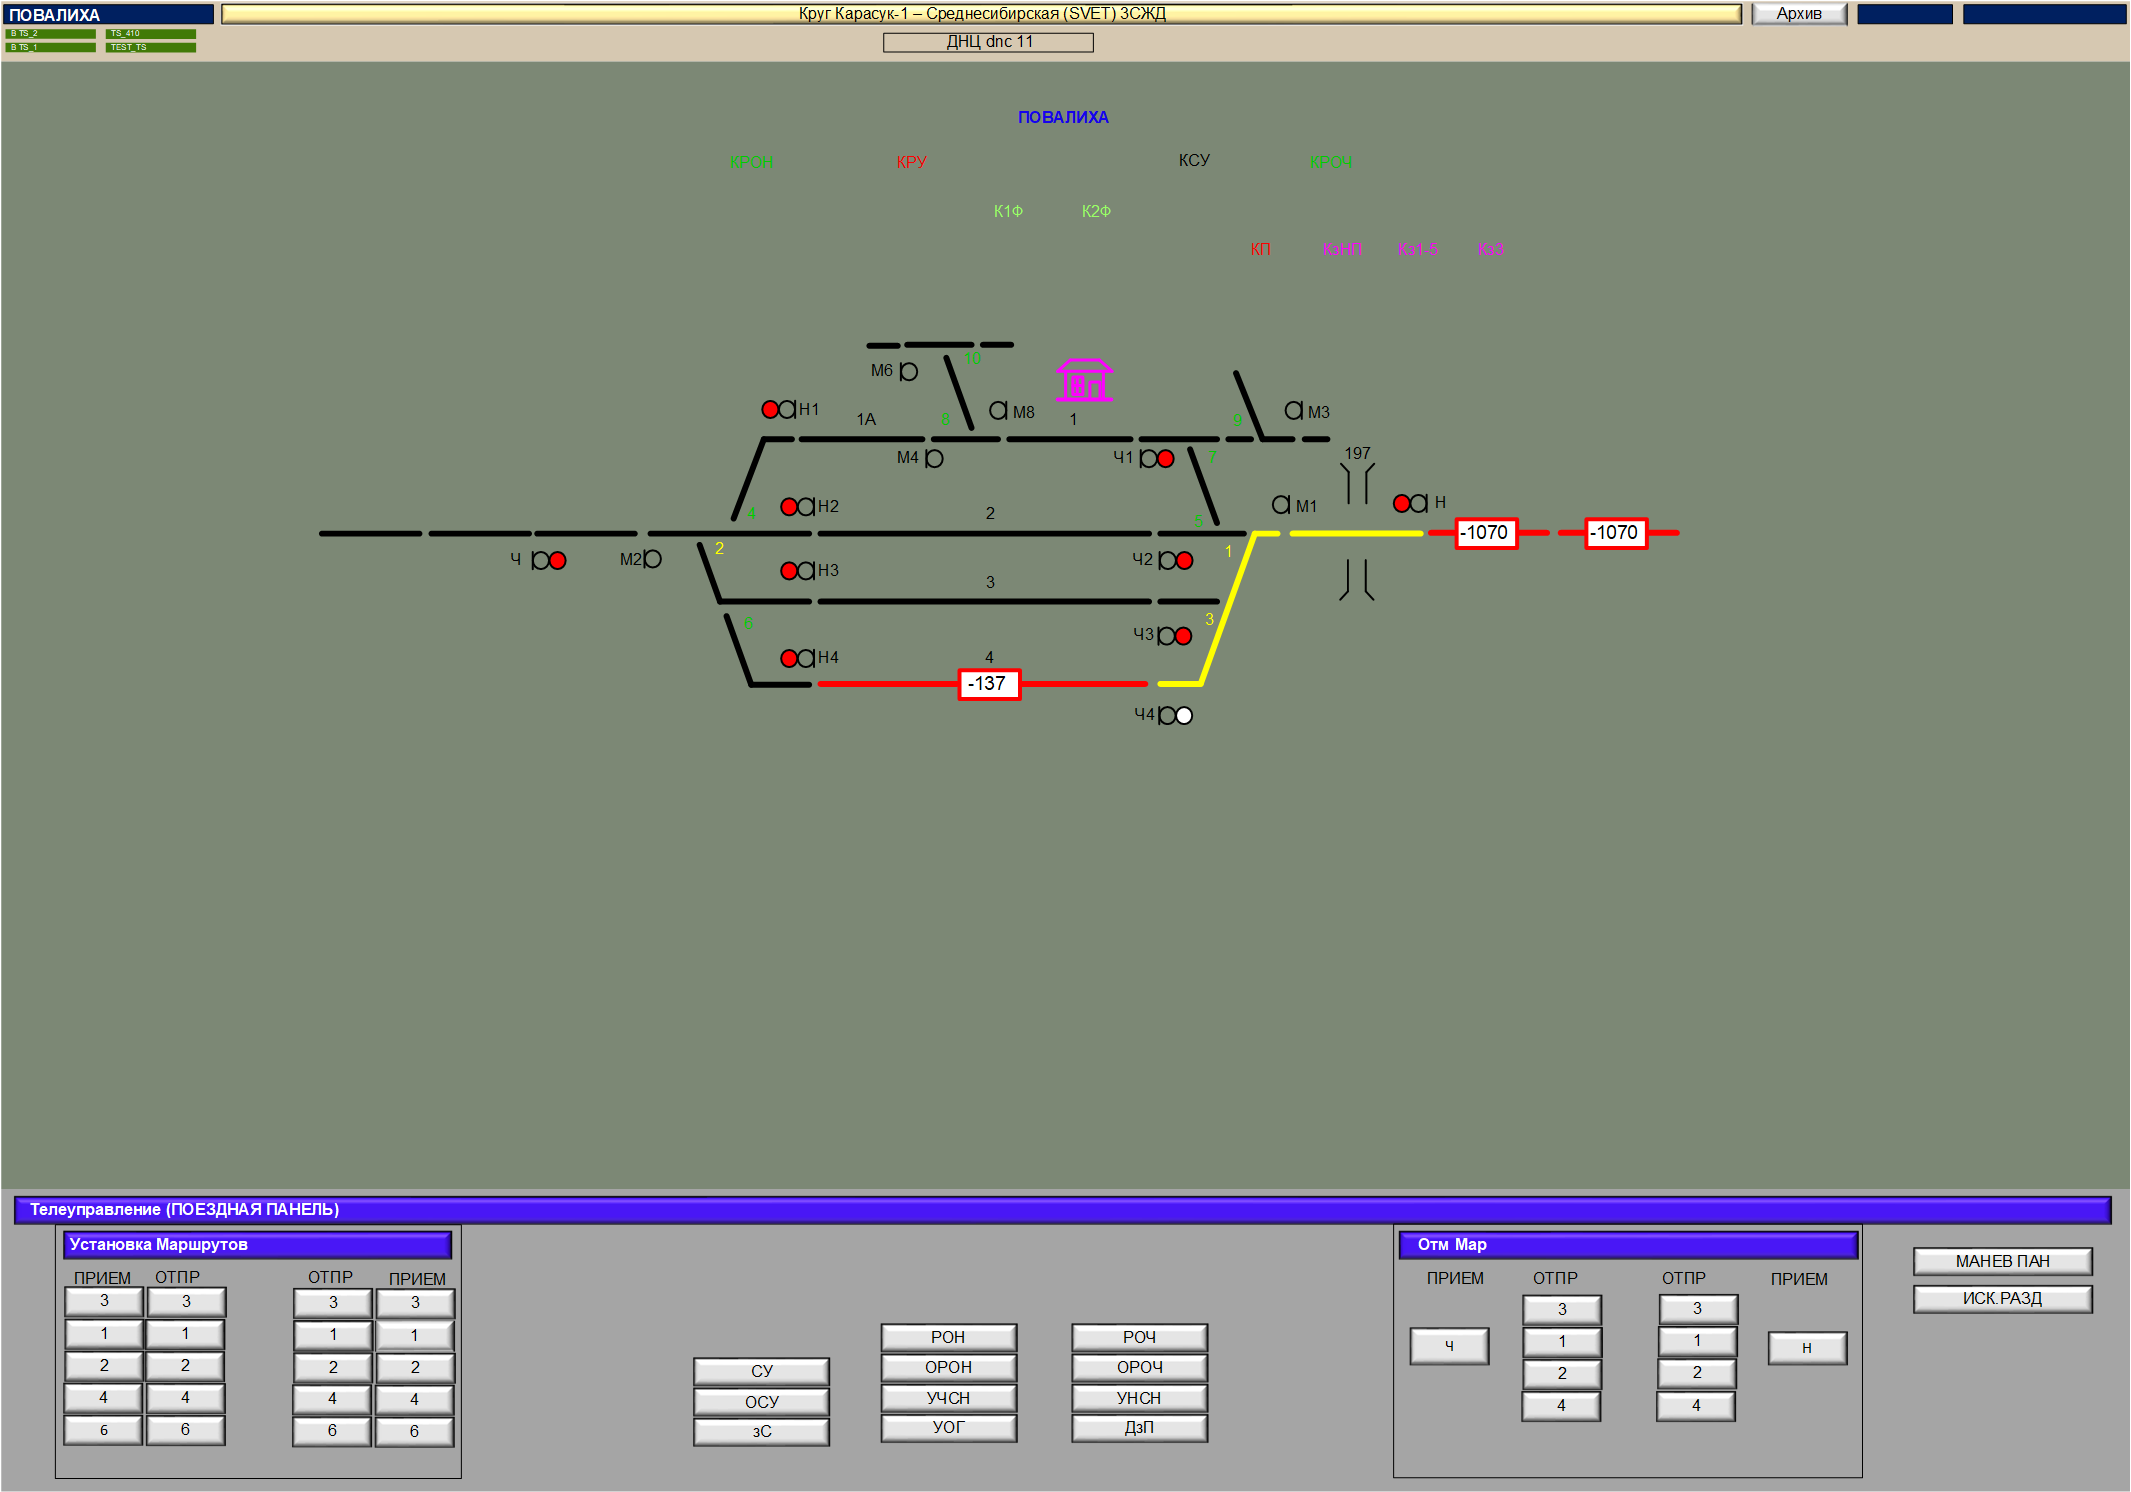 ПОВАЛИХА
Круг Карасук-1 – Среднесибирская (SVET) ЗСЖД
Архив
В TS_2
TS_410
В TS_1
TEST_TS
ДНЦ dnc 11
ПОВАЛИХА
КРОН
КРУ
КСУ
КРОЧ
К1Ф
К2Ф
КП
КзНП
Кз1-5
Кз3
10
М6
Н1
1А
8
М8
1
9
М3
М4
Ч1
7
197
4
Н2
2
5
М1
Н
-1070
-1070
Ч
М2
2
Н3
3
Ч2
1
6
3
Ч3
Н4
4
-137
Ч4
Телеуправление (ПОЕЗДНАЯ ПАНЕЛЬ)
Установка Маршрутов
ПРИЕМ ОТПР ОТПР ПРИЕМ
3 3 3 3
1 1 1 1
2 2 2 2
4 4 4 4
6 6 6 6
СУ
ОСУ
зС
РОН
ОРОН
УЧСН
УОГ
РОЧ
ОРОЧ
УНСН
ДзП
Отм Мар
ПРИЕМ ОТПР ОТПР ПРИЕМ
3 3
Ч 1 1 Н
2 2
4 4
МАНЕВ ПАН
ИСК.РАЗД